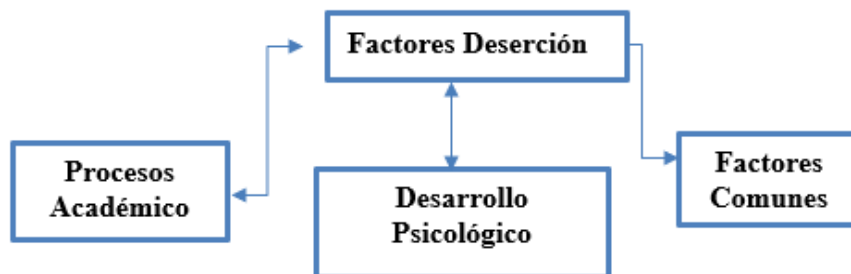 Factores Deserción
Procesos
Académico
Desarrollo
Psicológico
Factores
Comunes